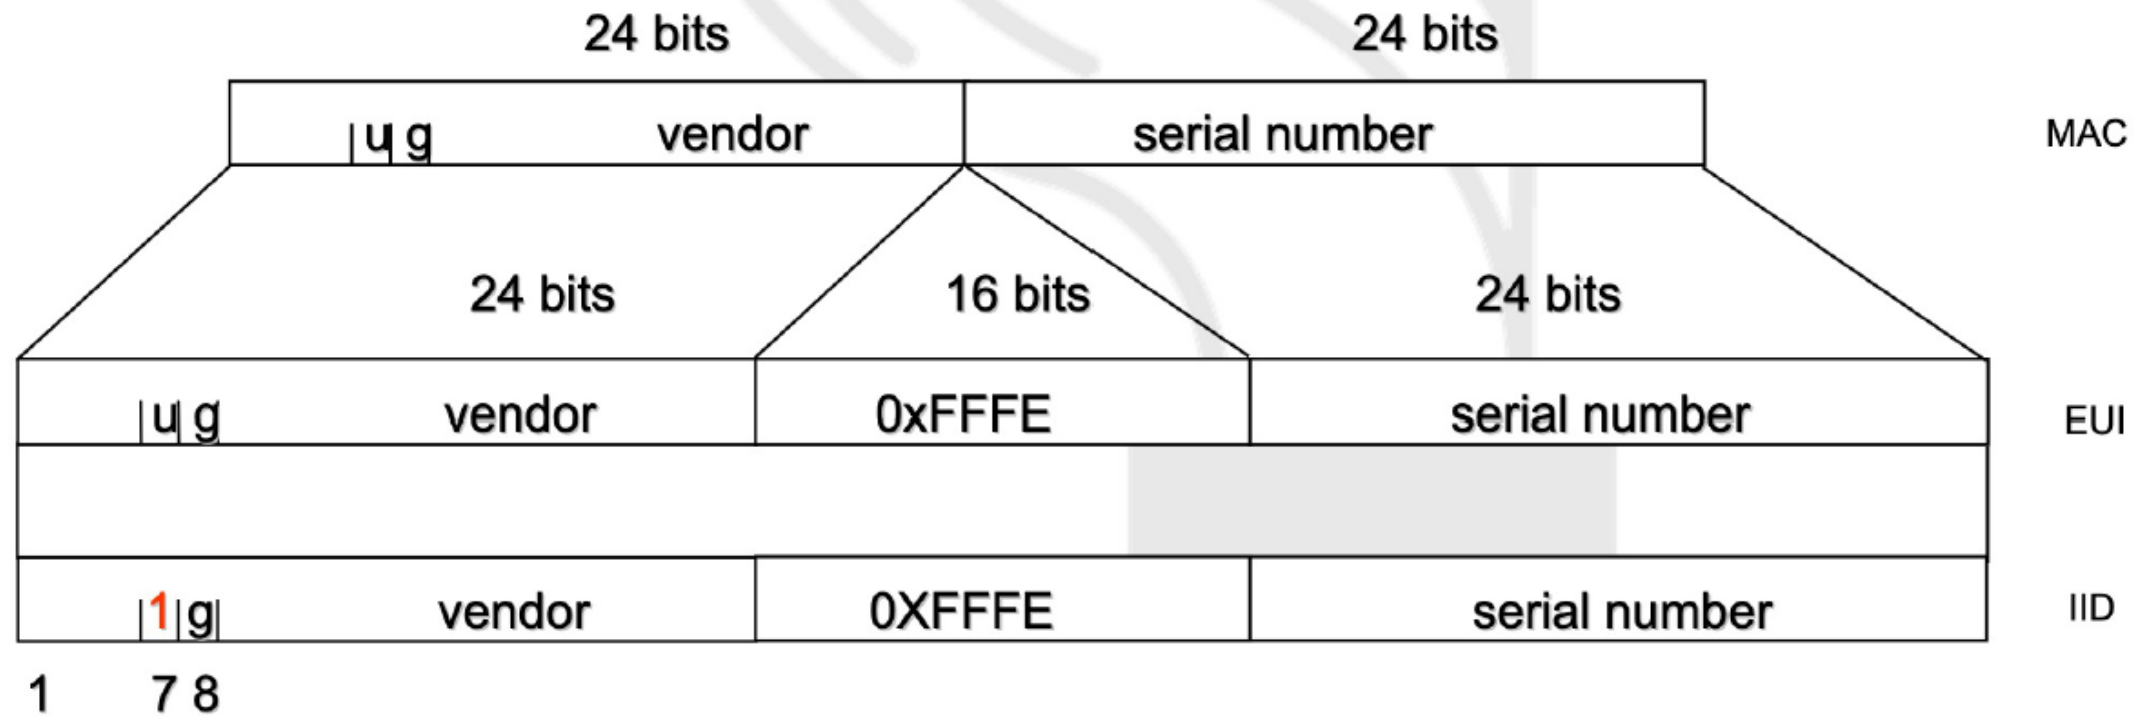 24 bits 24 bits
u g vendor serial number MAC
24 bits 16 bits 24 bits
u g vendor 0xFFFE serial number EUI
1 g vendor 0XFFFE serial number IID
1 7 8